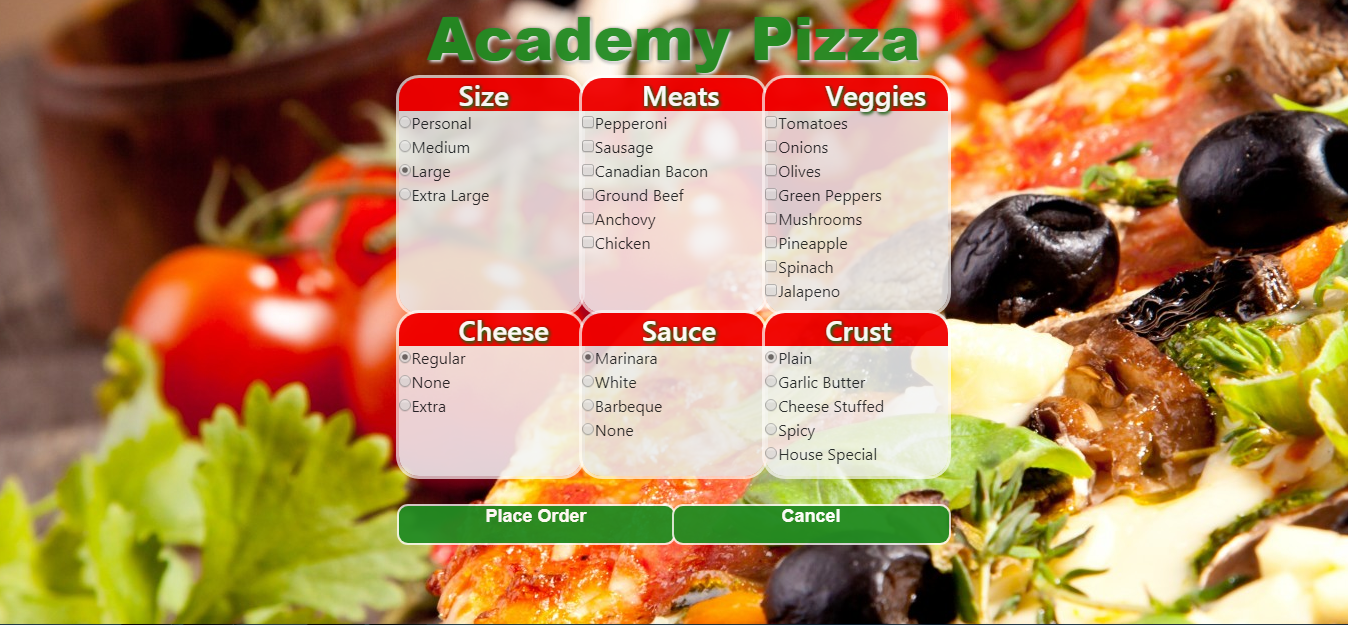 Academy Pizza
Size
Personal
Medium
Large
Extra Large
Meats
Pepperoni
Sausage
Canadian Bacon
Ground Beef
Anchovy
Chicken
Veggies
Tomatoes
Onions
Olives
Green Peppers
Mushrooms
Pineapple
Spinach
Jalapeno
Cheese
Regular
None
Extra
Sauce
Marinara
White
Barbeque
None
Crust
Plain
Garlic Butter
Cheese Stuffed
Spicy
House Special
Place Order
Cancel